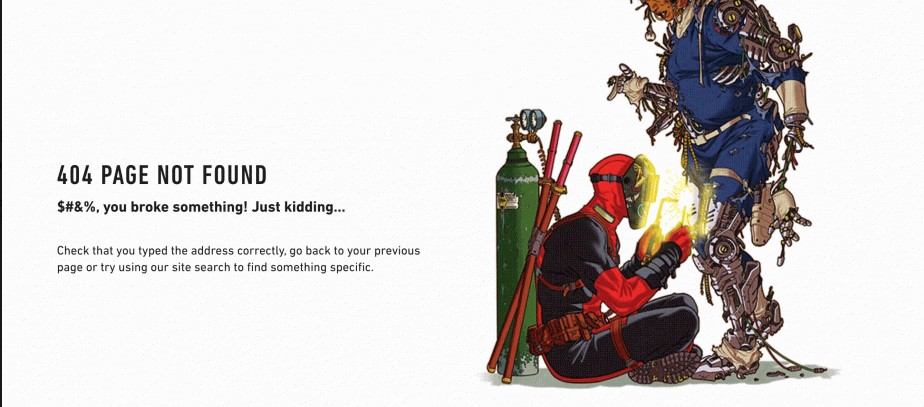 404 PAGE NOT FOUND
$#&%, you broke something! Just kidding...
Check that you typed the address correctly, go back to your previous
page or try using our site search to find something specific.